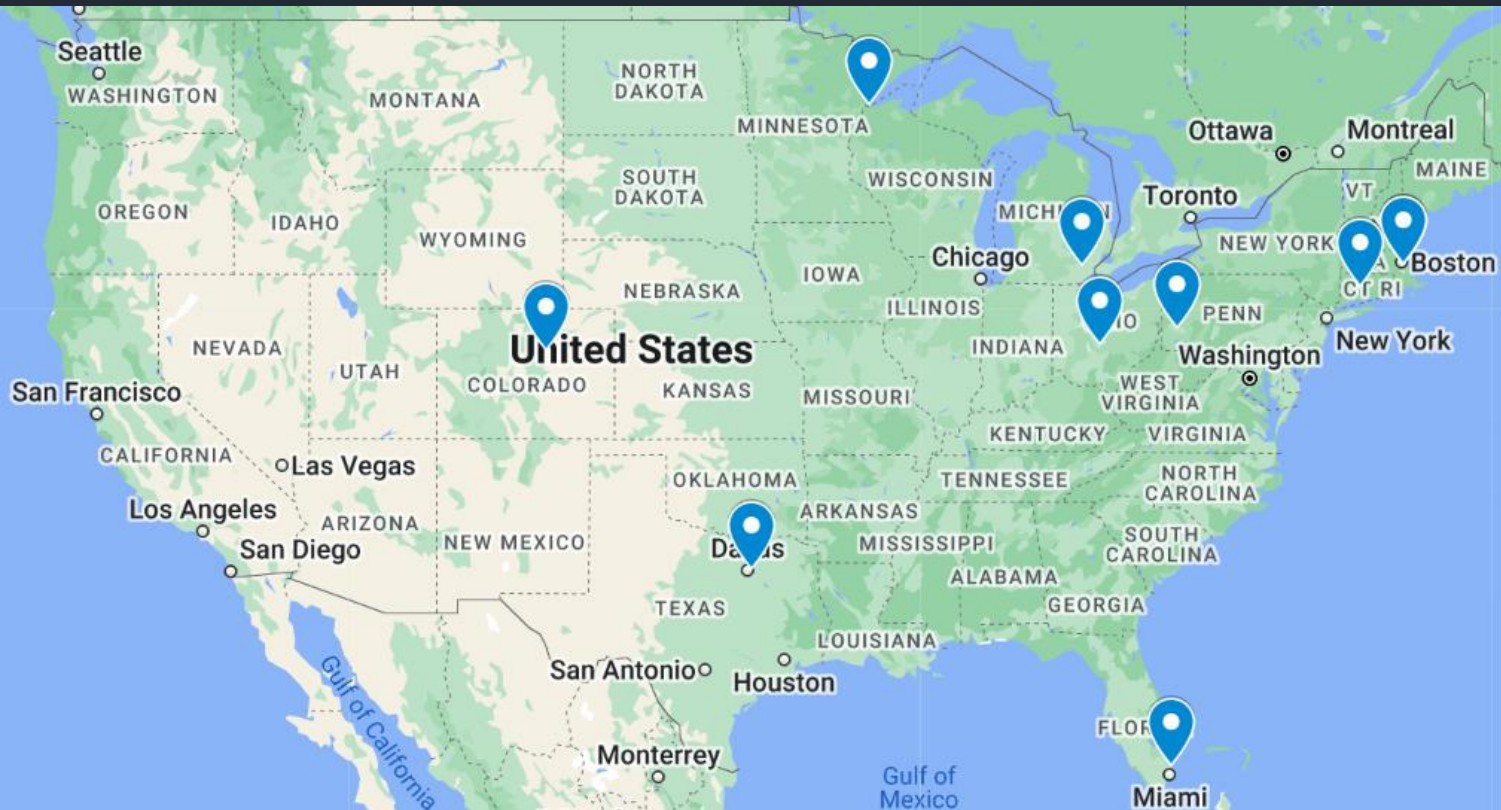 Seattle
WASHINGTON
MONTANA
NORTH
DAKOTA
MINNESOTA
Ottawa
Montreal
MAINE
VT
OREGON
IDAHO
WYOMING
SOUTH
DAKOTA
WISCONSIN
Toronto
NEW YORK
Boston
CT RI
Chicago
IOWA
NEBRASKA
ILLINOIS
INDIANA
PENN
New York
Washington
NEVADA
UTAH
United States
COLORADO
KANSAS
MISSOURI
WEST
VIRGINIA
San Francisco
CALIFORNIA
Las Vegas
KENTUCKY
VIRGINIA
OKLAHOMA
TENNESSEE
NORTH
CAROLINA
Los Angeles
ARIZONA
NEW MEXICO
ARKANSAS
MISSISSIPPI
SOUTH
CAROLINA
San Diego
ALABAMA
GEORGIA
TEXAS
LOUISIANA
San Antonio
Houston
Gulf of California
Monterrey
Gulf of
Mexico
Miami